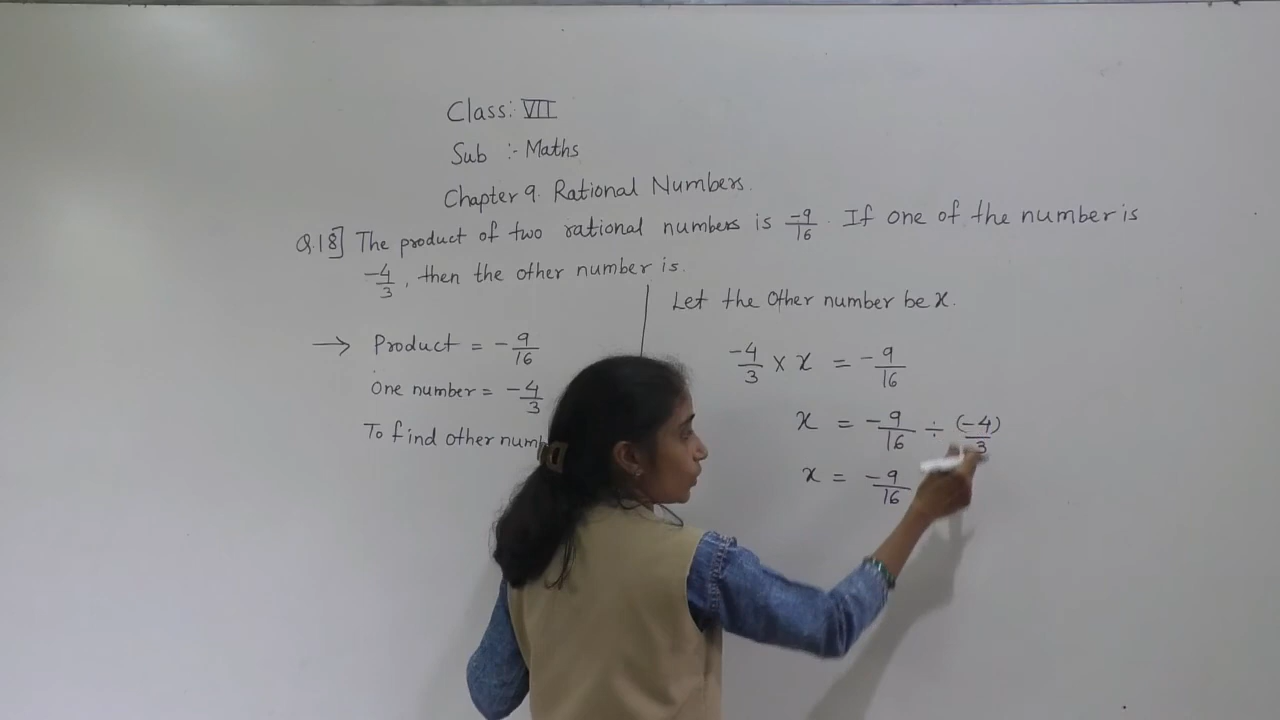 Class:- VII
Sub :- Maths
Chapter 9. Rational Numbers.
Q.18] The product of two rational numbers is -9/16. If one of the number is
-4/3, then the other number is.
→ Product = -9/16
One number = -4/3
To find other numb
Let the Other number be x.
-4/3 × x = -9/16
x = -9/16 ÷ (-4)/3
x = -9/16